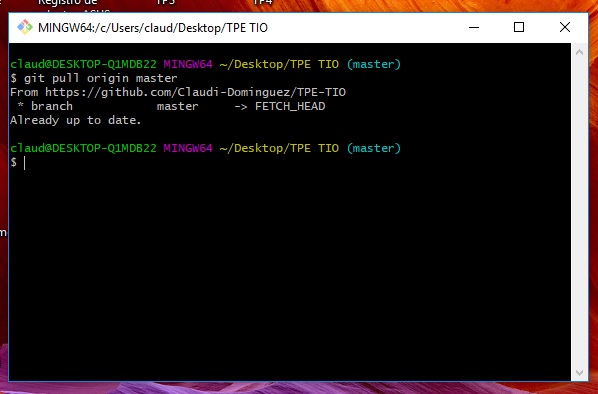 Registro de
TP3
TP4
MINGW64:/c/Users/claud/Desktop/TPE TIO
claud@DESKTOP-Q1MDB22 MINGW64 ~/Desktop/TPE TIO (master)
$ git pull origin master
From https://github.com/Claudi-Dominguez/TPE-TIO
 * branch            master     -> FETCH_HEAD
Already up to date.
claud@DESKTOP-Q1MDB22 MINGW64 ~/Desktop/TPE TIO (master)
$